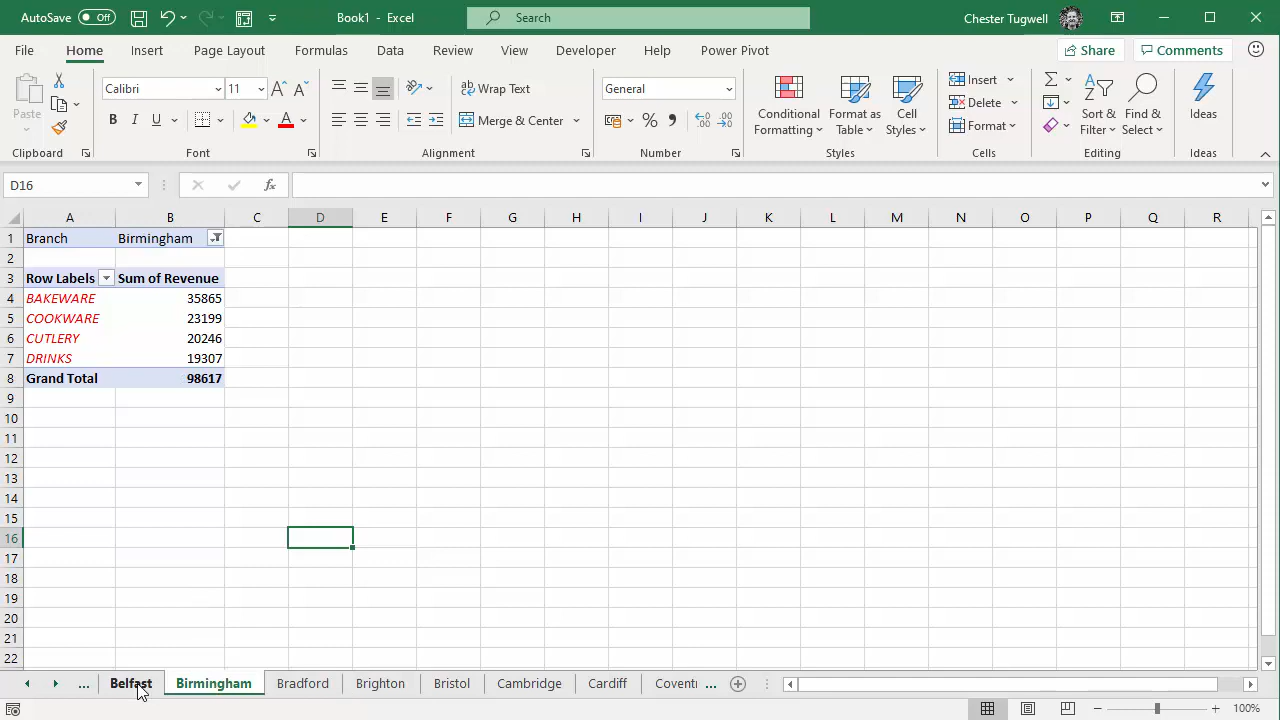 AutoSave Off Book1 - Excel Search Chester Tugwell
File Home Insert Page Layout Formulas Data Review View Developer Help Power Pivot Share Comments
Paste
Clipboard
Calibri 11
B I U A
Font
Wrap Text
Merge & Center
Alignment
General
%
Number
Conditional Formatting
Format as Table
Cell Styles
Styles
Insert
Delete
Format
Cells
Sort & Filter
Find & Select
Editing
Ideas
Ideas
D16 fx
A B C D E F G H I J K L M N O P Q R
1 Branch Birmingham
2
3 Row Labels Sum of Revenue
4 BAKEWARE 35865
5 COOKWARE 23199
6 CUTLERY 20246
7 DRINKS 19307
8 Grand Total 98617
9
10
11
12
13
14
15
16
17
18
19
20
21
22
... Belfast Birmingham Bradford Brighton Bristol Cambridge Cardiff Coventr ...
100%